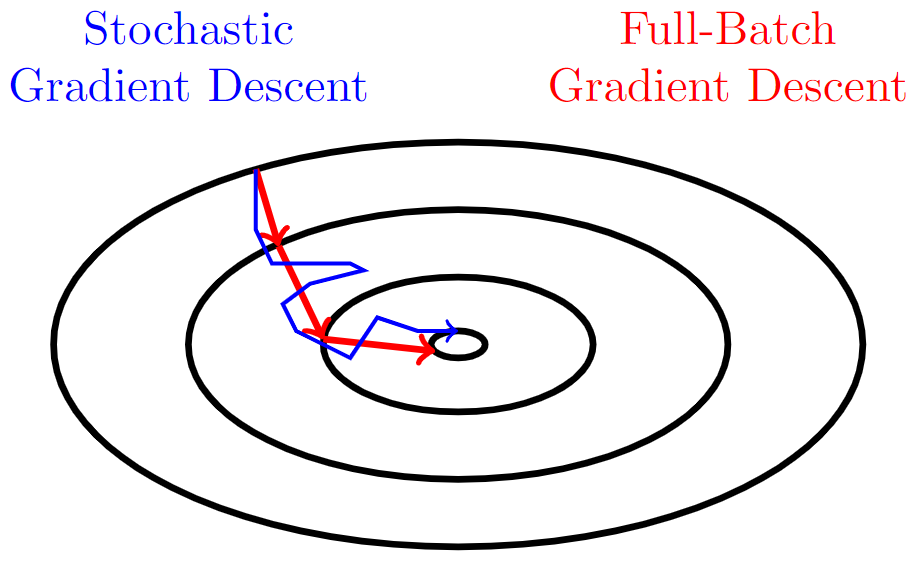 Stochastic
Gradient Descent
Full-Batch
Gradient Descent